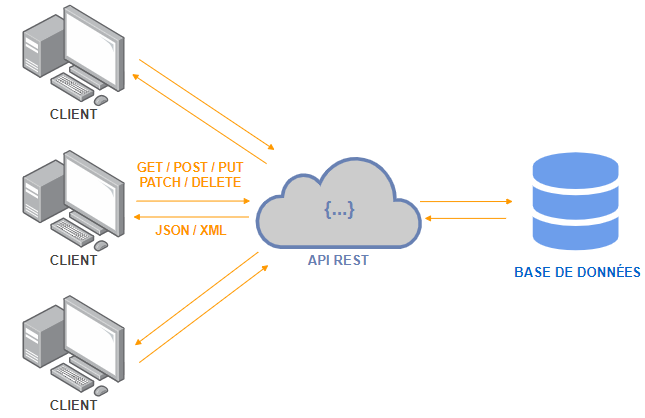 CLIENT
GET / POST / PUT
PATCH / DELETE
JSON / XML
CLIENT
{...}
API REST
BASE DE DONNÉES
CLIENT